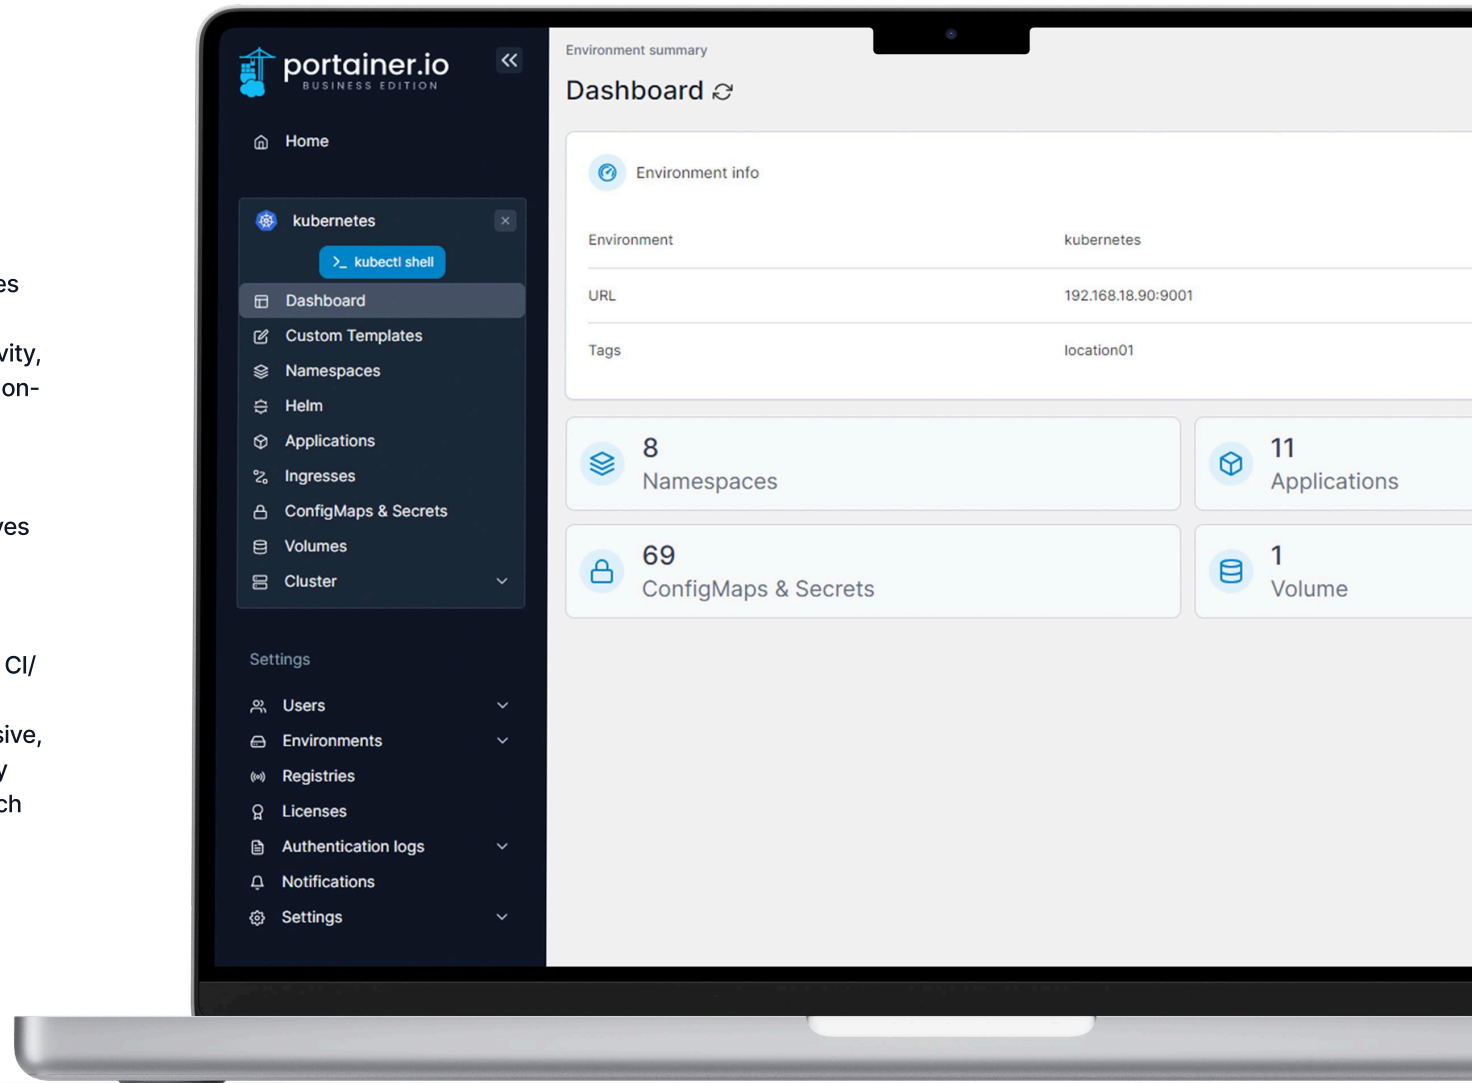 es
vity,
on-
ves
CI/
sive,
y
ch
portainer.io
BUSINESS EDITION
Home
kubernetes
>_ kubectl shell
Dashboard
Custom Templates
Namespaces
Helm
Applications
Ingresses
ConfigMaps & Secrets
Volumes
Cluster
Settings
Users
Environments
Registries
Licenses
Authentication logs
Notifications
Settings
Environment summary
Dashboard
Environment info
Environment kubernetes
URL 192.168.18.90:9001
Tags location01
8
Namespaces
11
Applications
69
ConfigMaps & Secrets
1
Volume